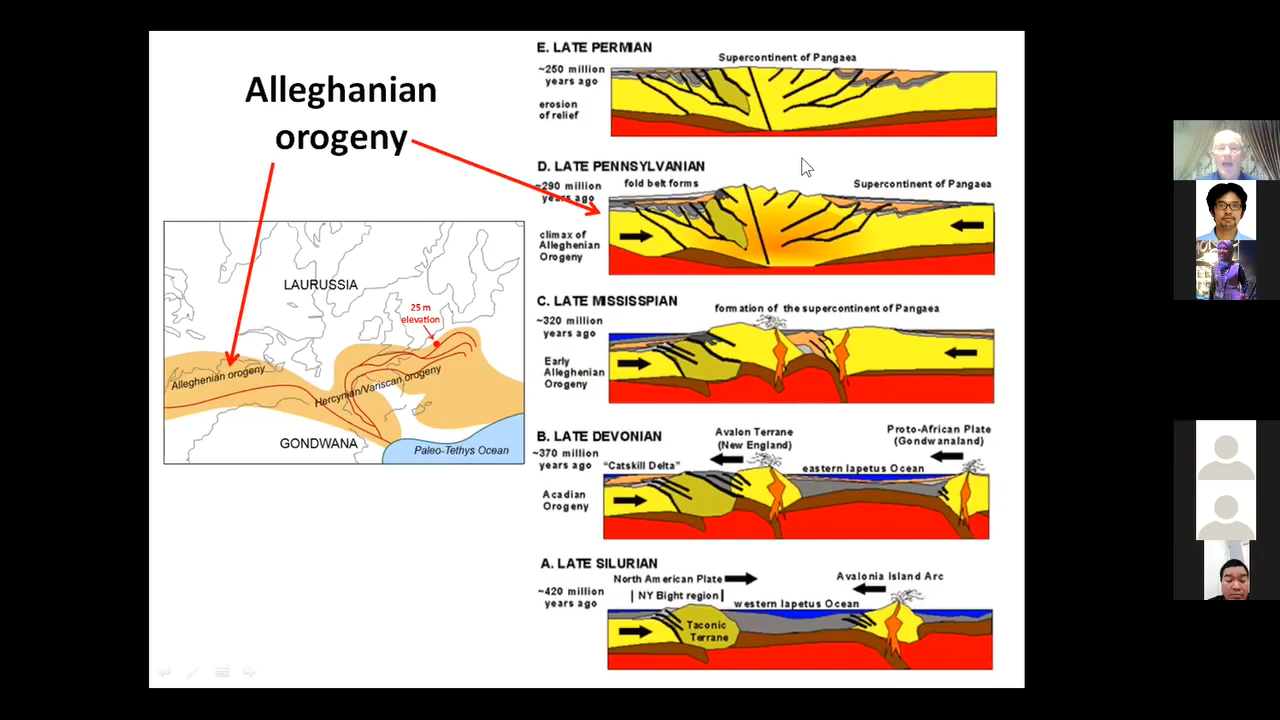 Alleghanian
orogeny
LAURUSSIA
25 m
elevation
Alleghenian orogeny
Hercynian/Variscan orogeny
GONDWANA
Paleo-Tethys Ocean
E. LATE PERMIAN
~250 million
years ago
erosion
of relief
Supercontinent of Pangaea
D. LATE PENNSYLVANIAN
~290 million
years ago
fold belt forms
Supercontinent of Pangaea
climax of
Alleghenian
Orogeny
C. LATE MISSISSPIAN
~320 million
years ago
formation of the supercontinent of Pangaea
Early
Alleghenian
Orogeny
B. LATE DEVONIAN
~370 million
years ago
"Catskill Delta"
Avalon Terrane
(New England)
Proto-African Plate
(Gondwanaland)
eastern Iapetus Ocean
Acadian
Orogeny
A. LATE SILURIAN
~420 million
years ago
North American Plate
| NY Bight region |
western Iapetus Ocean
Avalonia Island Arc
Taconic
Terrane